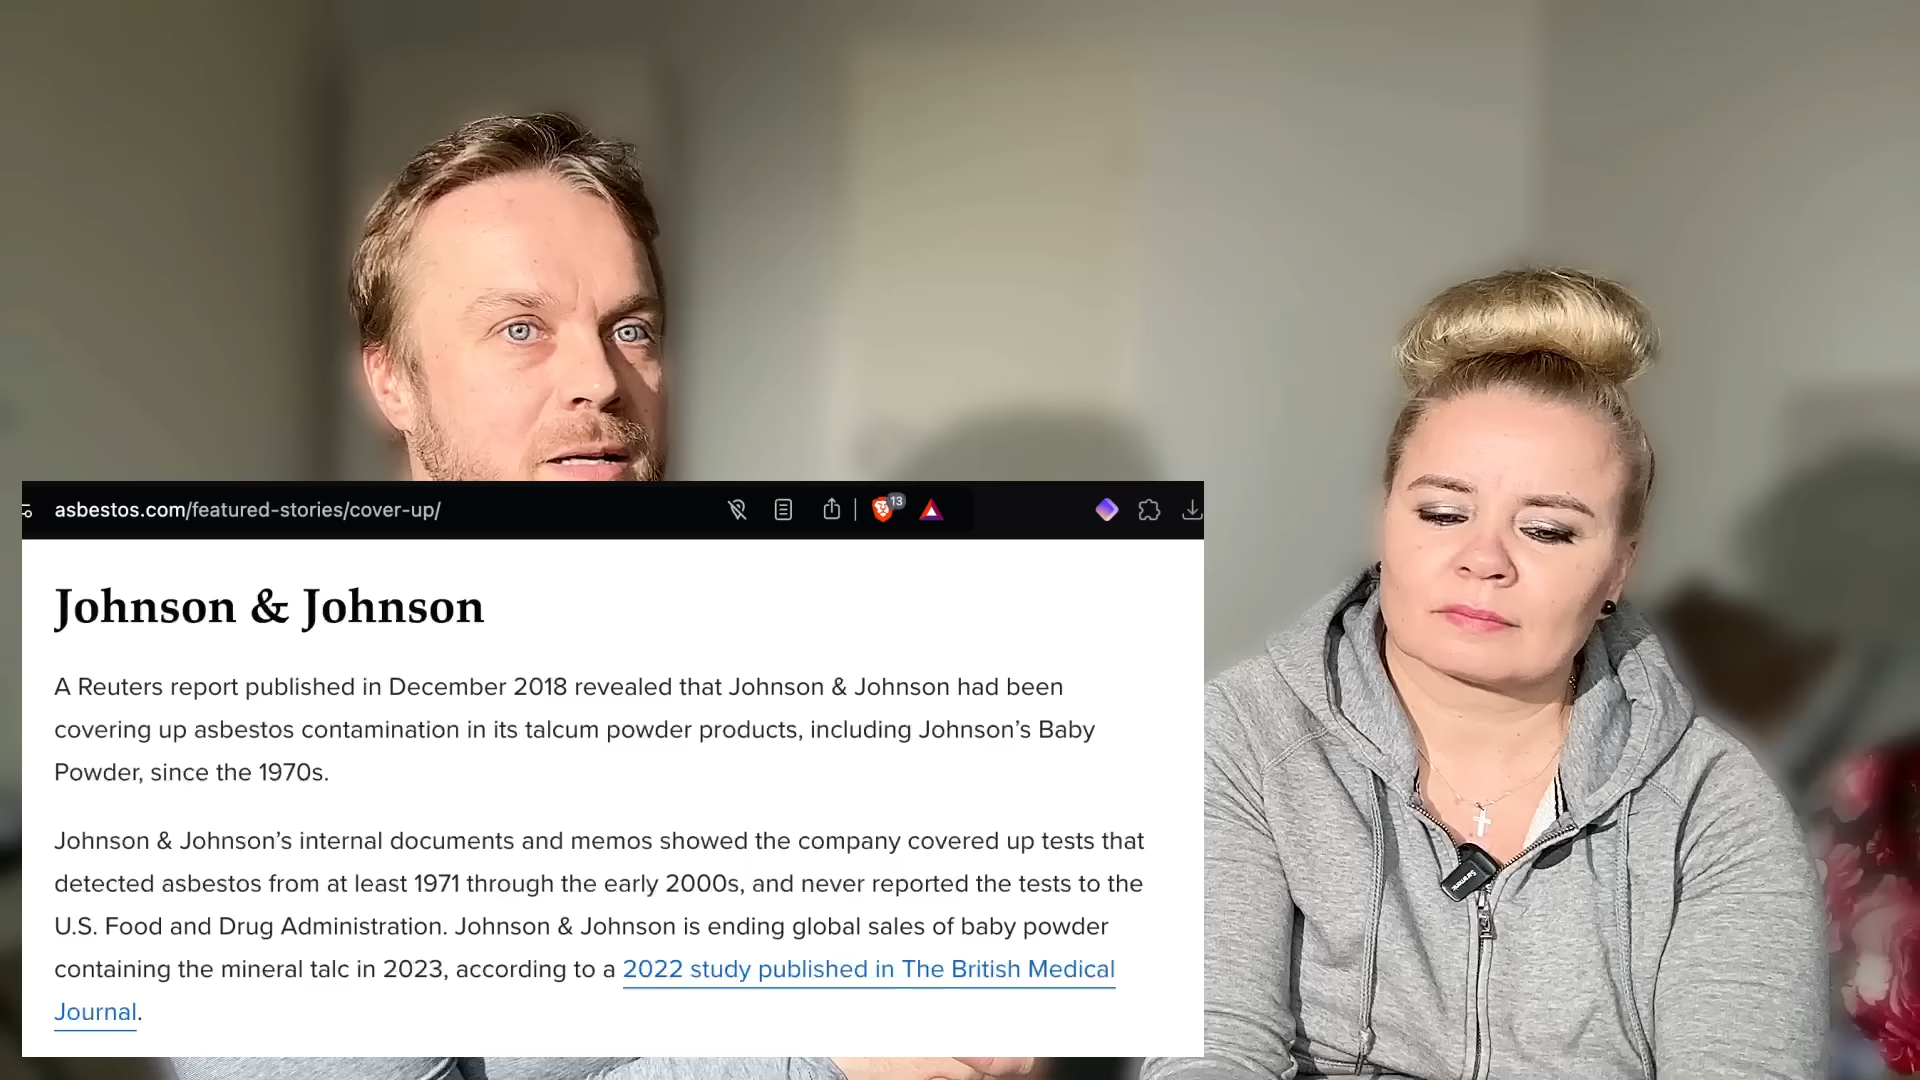 asbestos.com/featured-stories/cover-up/
13
Johnson & Johnson
A Reuters report published in December 2018 revealed that Johnson & Johnson had been
covering up asbestos contamination in its talcum powder products, including Johnson’s Baby
Powder, since the 1970s.
Johnson & Johnson’s internal documents and memos showed the company covered up tests that
detected asbestos from at least 1971 through the early 2000s, and never reported the tests to the
U.S. Food and Drug Administration. Johnson & Johnson is ending global sales of baby powder
containing the mineral talc in 2023, according to a 2022 study published in The British Medical
Journal.
Saramonic